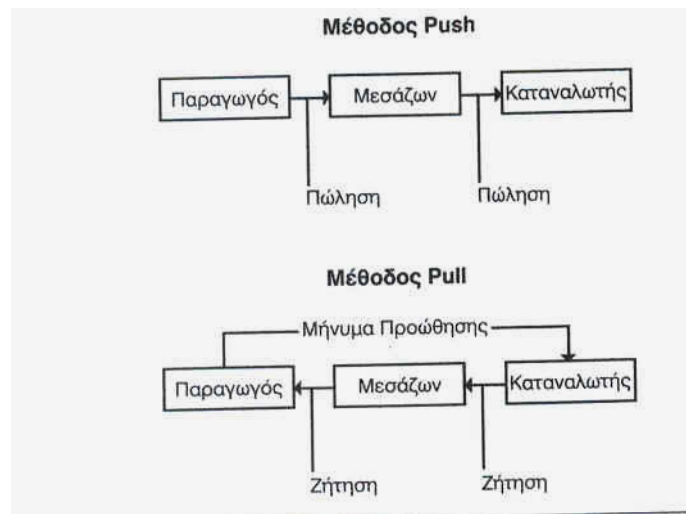 Μέθοδος Push
Παραγωγός
Μεσάζων
Καταναλωτής
Πώληση
Πώληση
Μέθοδος Pull
Μήνυμα Προώθησης
Παραγωγός
Μεσάζων
Καταναλωτής
Ζήτηση
Ζήτηση